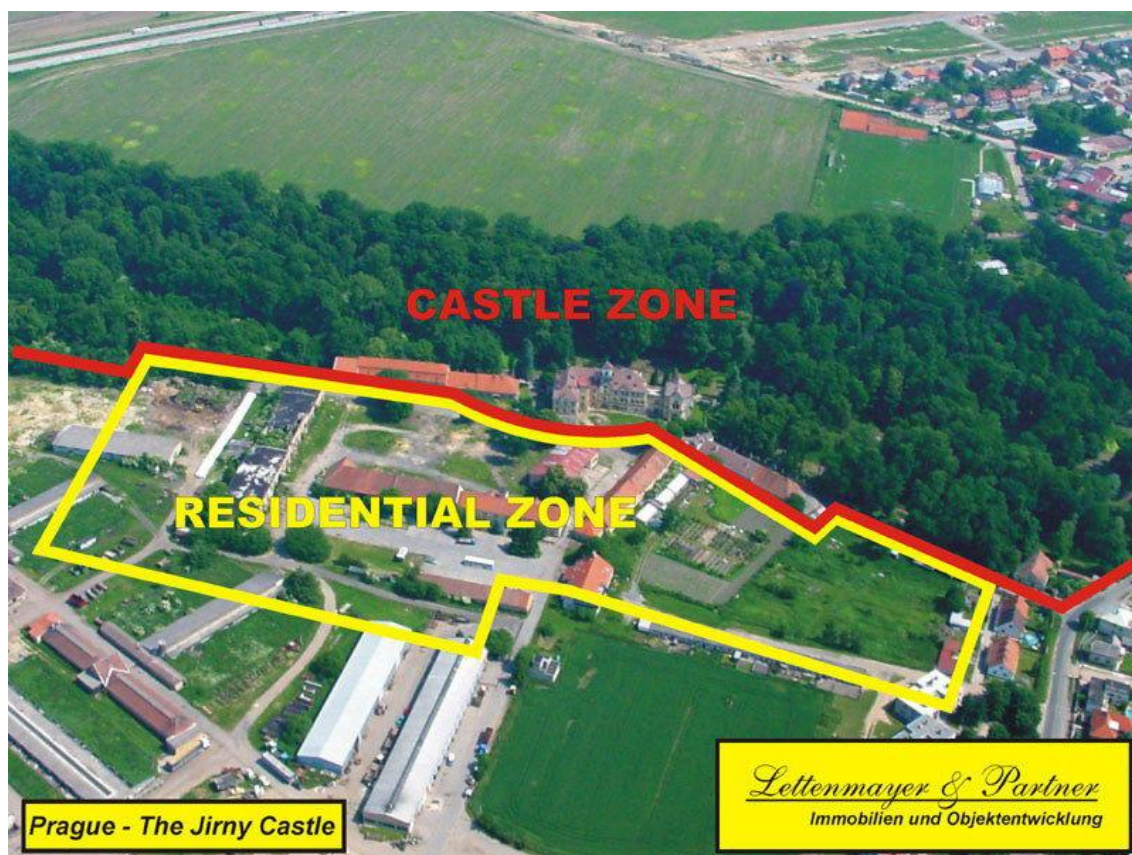 CASTLE ZONE
RESIDENTIAL ZONE
Prague - The Jirny Castle
Lettenmayer & Partner
Immobilien und Objektentwicklung